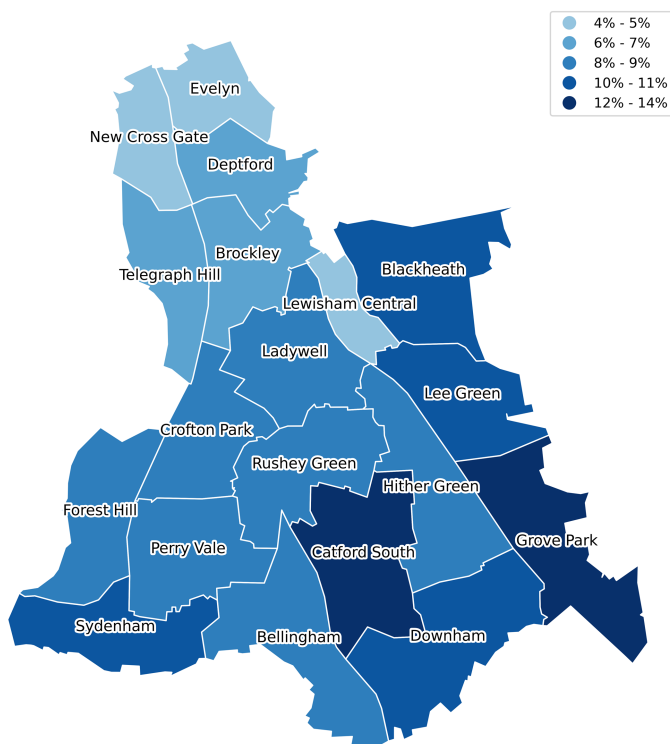 4% - 5%
6% - 7%
8% - 9%
10% - 11%
12% - 14%
Evelyn
New Cross Gate
Deptford
Brockley
Telegraph Hill
Blackheath
Lewisham Central
Ladywell
Lee Green
Crofton Park
Rushey Green
Hither Green
Forest Hill
Grove Park
Perry Vale
Catford South
Sydenham
Bellingham
Downham